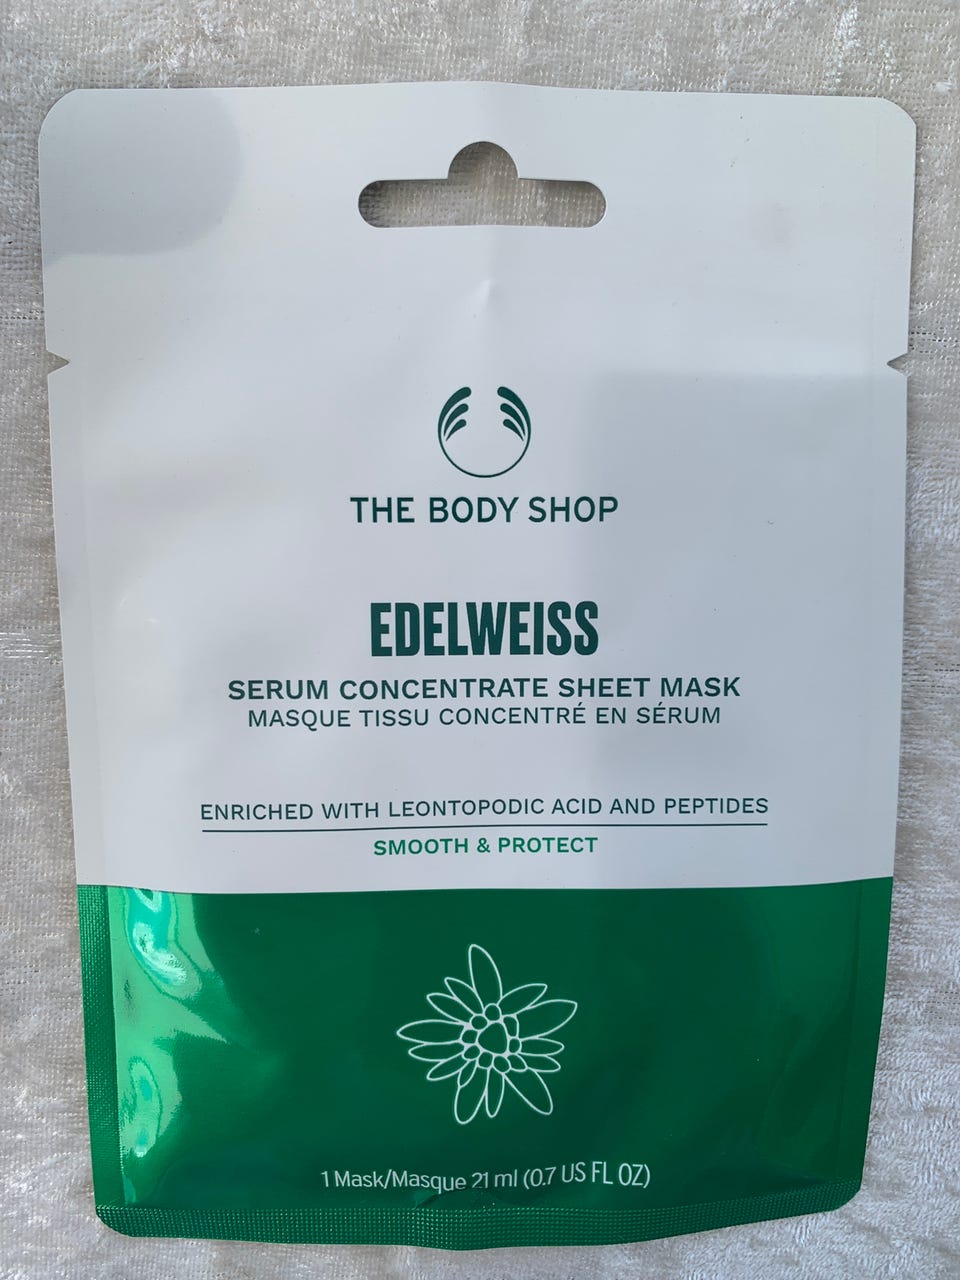 THE BODY SHOP
EDELWEISS
SERUM CONCENTRATE SHEET MASK
MASQUE TISSU CONCENTRÉ EN SÉRUM
ENRICHED WITH LEONTOPODIC ACID AND PEPTIDES
SMOOTH & PROTECT
1 Mask/Masque 21 ml (0.7 US FL OZ)